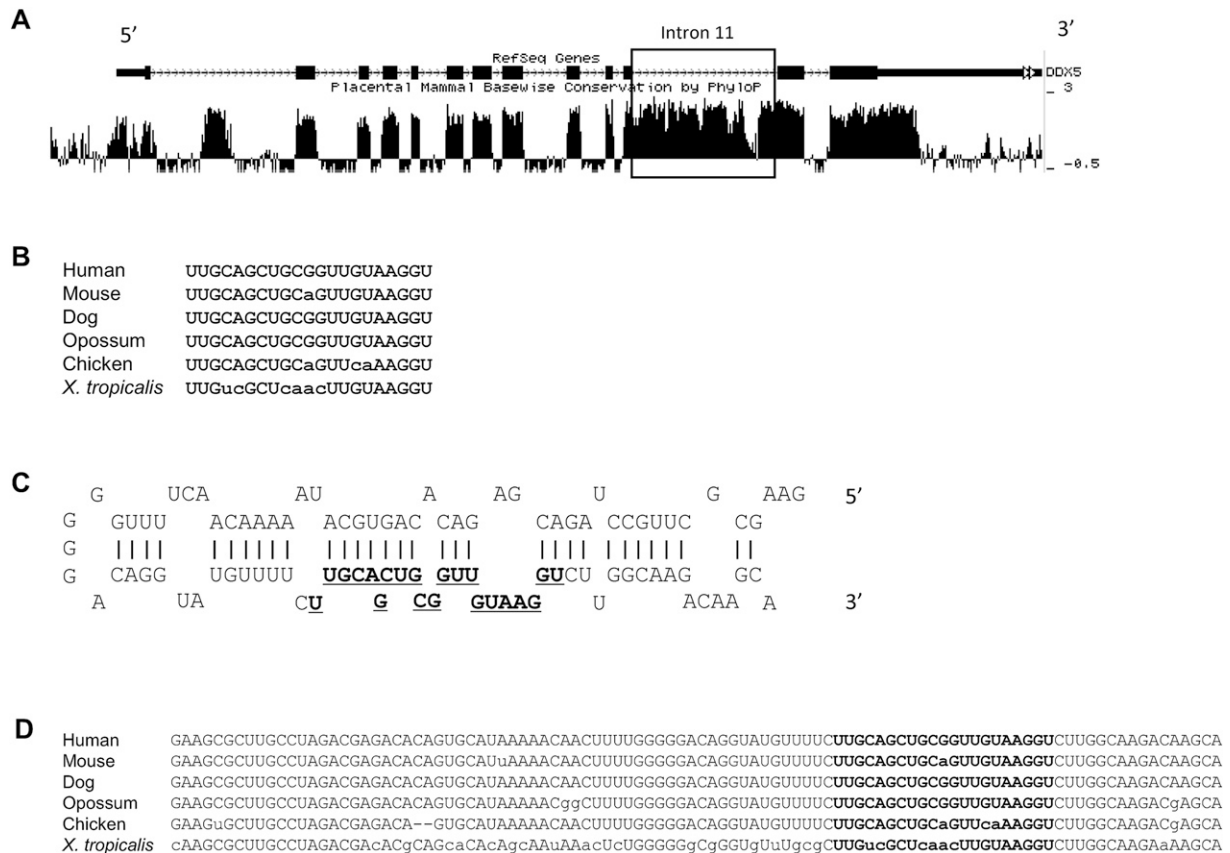 A
5’
Intron 11
3’
RefSeq Genes
DDX5
Placental Mammal Basewise Conservation by PhyloP
3
-0.5
B
Human UUGCAGCUGCGGUUGUAAGGU
Mouse UUGCAGCUGCaGUUGUAAGGU
Dog UUGCAGCUGCGGUUGUAAGGU
Opossum UUGCAGCUGCGGUUGUAAGGU
Chicken UUGCAGCUGCaGUUcaAAGGU
X. tropicalis UUGucGCUcaacUUGUAAGGU
C
G UCA AU A AG U G AAG 5’
G GUUU ACAAAA ACGUGAC CAG CAGA CCGUUC CG
G
G CAGG UGUUUU UGCACUG GUU GUCU GGCAAG GC
A UA CU G CG GUAAG U ACAA A 3’
D
Human GAAGCGCUUGCCUAGACGAGACACAGUGCAUAAAAACAACUUUUGGGGGACAGGUAUGUUUUCUUGCAGCUGCGGUUGUAAGGUCUUGGCAAGACAAGCA
Mouse GAAGCGCUUGCCUAGACGAGACACAGUGCAUuAAAACAACUUUUGGGGGACAGGUAUGUUUUCUUGCAGCUGCaGUUGUAAGGUCUUGGCAAGACAAGCA
Dog GAAGCGCUUGCCUAGACGAGACACAGUGCAUAAAAACAACUUUUGGGGGACAGGUAUGUUUUCUUGCAGCUGCGGUUGUAAGGUCUUGGCAAGACAAGCA
Opossum GAAGCGCUUGCCUAGACGAGACACAGUGCAUAAAAACggCUUUUGGGGGACAGGUAUGUUUUCUUGCAGCUGCGGUUGUAAGGUCUUGGCAAGACgAGCA
Chicken GAAGuGCUUGCCUAGACGAGACA--GUGCAUAAAAACAACUUUUGGGGGACAGGUAUGUUUUCUUGCAGCUGCaGUUcaAAGGUCUUGGCAAGACgAGCA
X. tropicalis cAAGCGCUUGCCUAGACGAcACgCAGcaCACAgcAAuAAacUcUGGGGGgCgGGUgUuUgcgCUUGucGCUcaacUUGUAAGGUCUUGGCAAGAaAAGCA